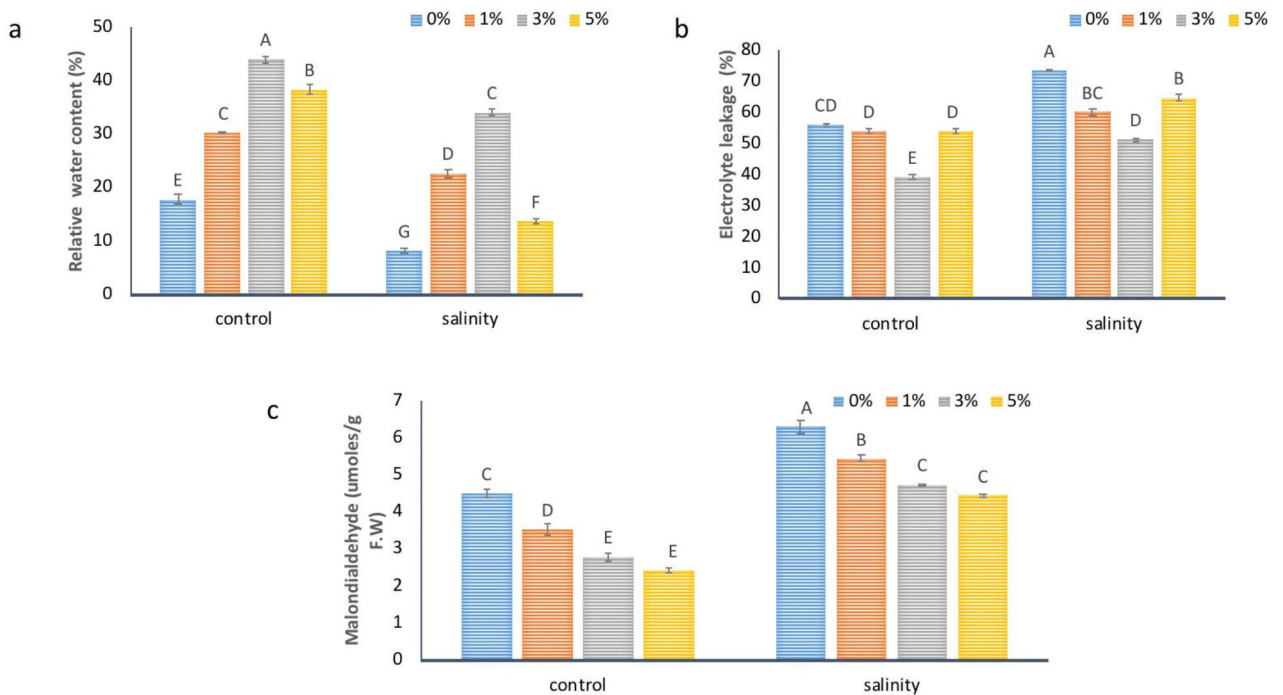 a
0% 1% 3% 5%
Relative water content (%)
50
40
30
20
10
0
E
C
A
B
G
D
C
F
control
salinity
b
0% 1% 3% 5%
Electrolyte leakage (%)
80
70
60
50
40
30
20
10
0
CD
D
E
D
A
BC
D
B
control
salinity
c
0% 1% 3% 5%
Malondialdehyde (umoles/g
F.W)
7
6
5
4
3
2
1
0
C
D
E
E
A
B
C
C
control
salinity